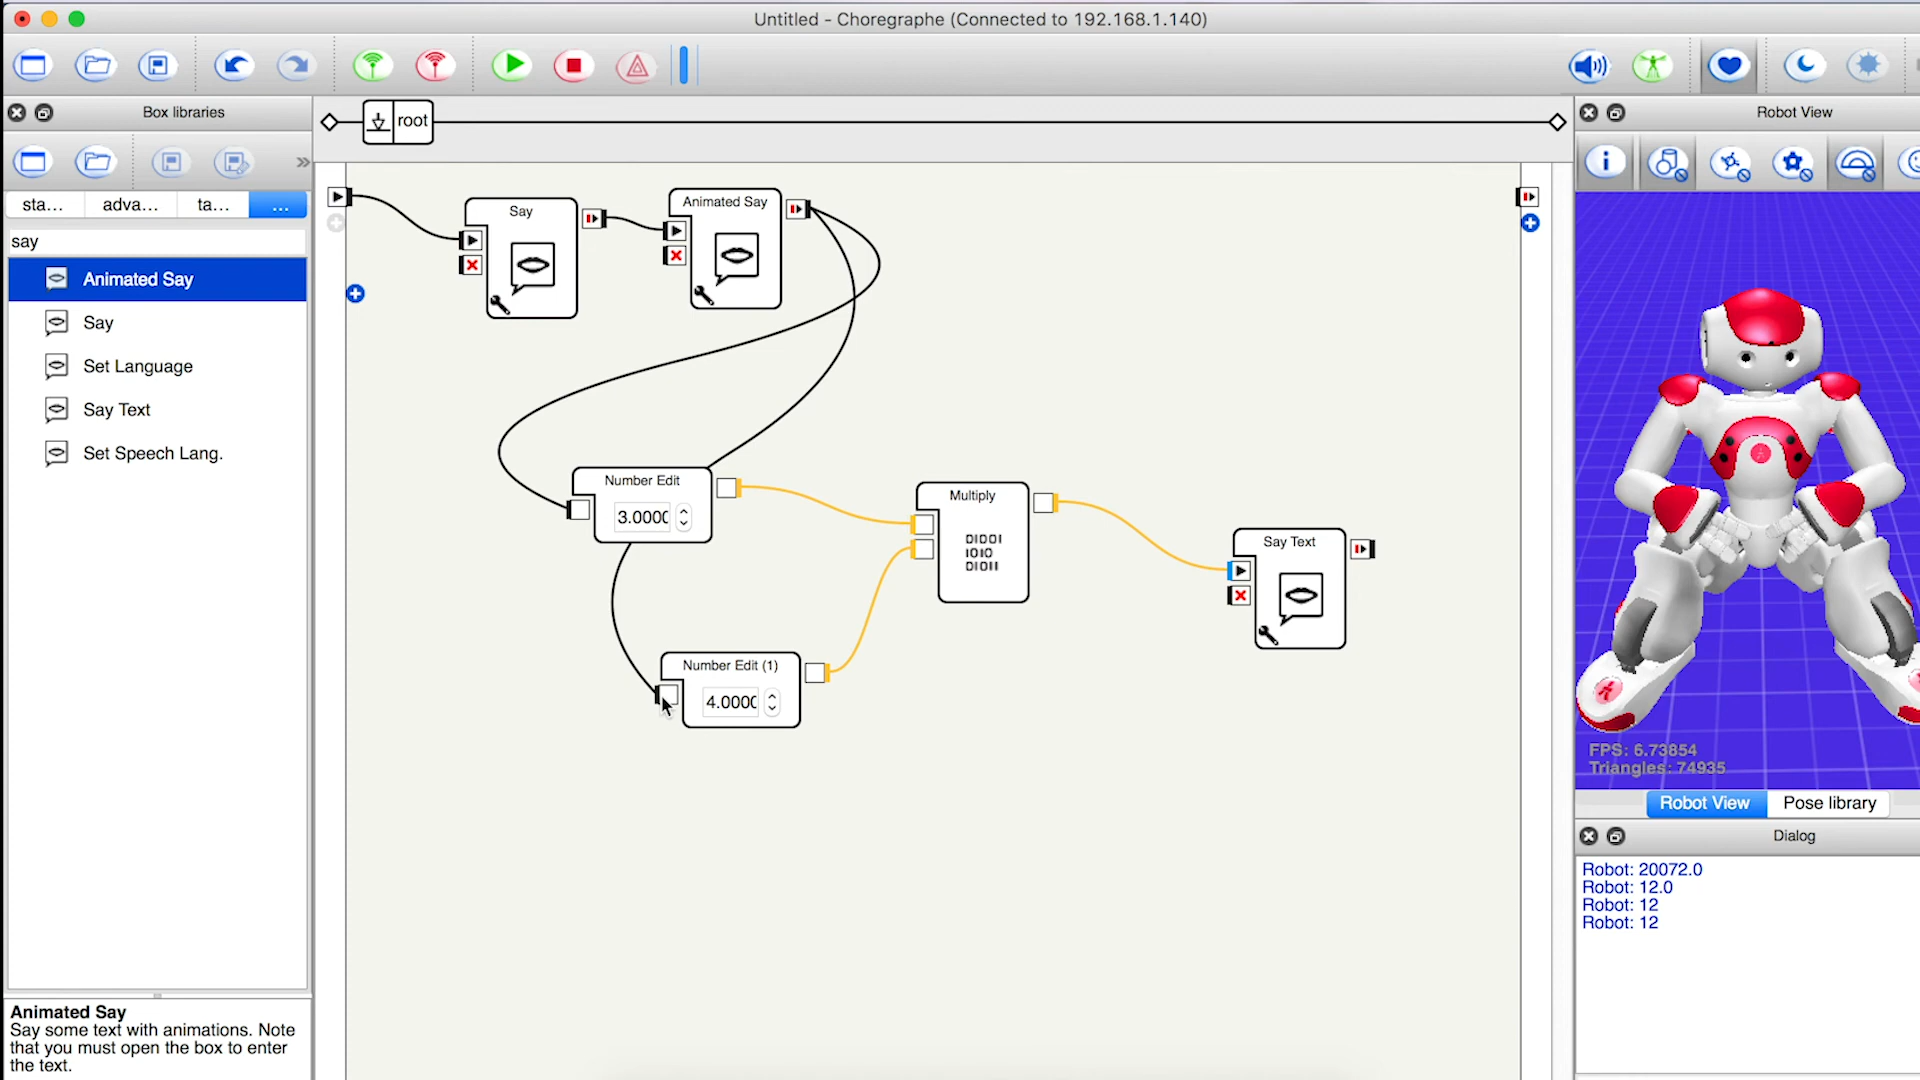 Untitled - Choregraphe (Connected to 192.168.1.140)
Box libraries
root
Robot View
sta...
adva...
ta...
...
say
Animated Say
Say
Set Language
Say Text
Set Speech Lang.
Say
Animated Say
Number Edit
3.0000
Multiply
Say Text
Number Edit (1)
4.0000
FPS: 6.73854
Triangles: 74935
Robot View
Pose library
Dialog
Robot: 20072.0
Robot: 12.0
Robot: 12
Robot: 12
Animated Say
Say some text with animations. Note
that you must open the box to enter
the text.